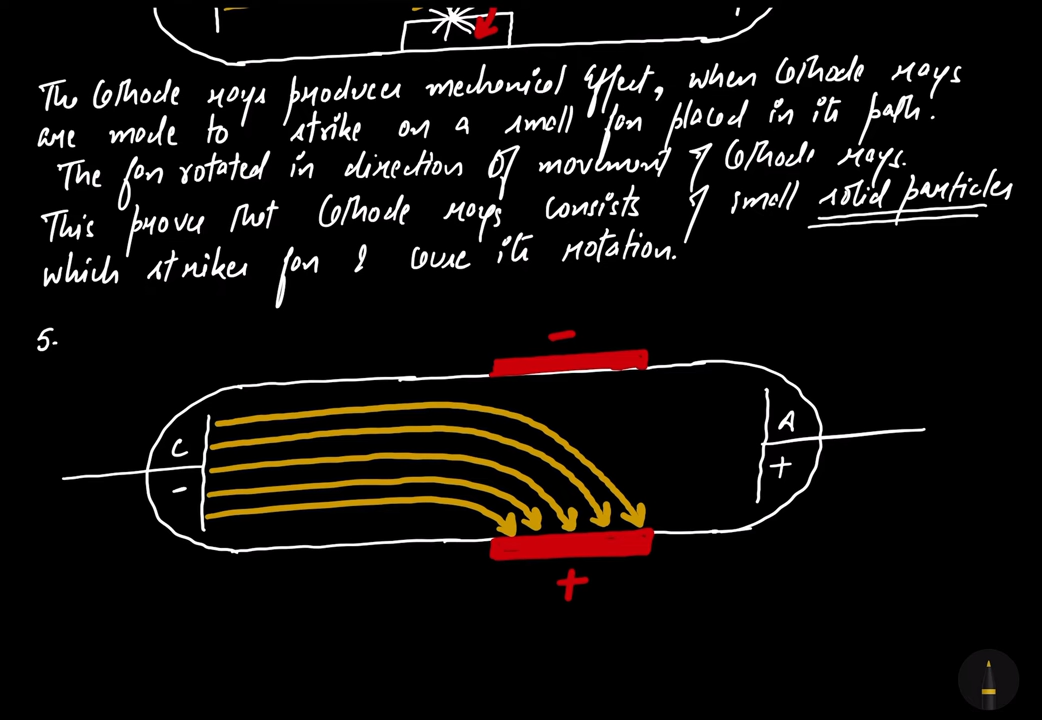 The Cathode rays produces mechanical Effect, when Cathode rays
are made to strike on a small fan placed in its path.
The fan rotated in direction of movement of Cathode rays.
This proves that Cathode rays consists of small solid particles
which strikes fan & cause its rotation.
5.
-
C
A
-
+
+